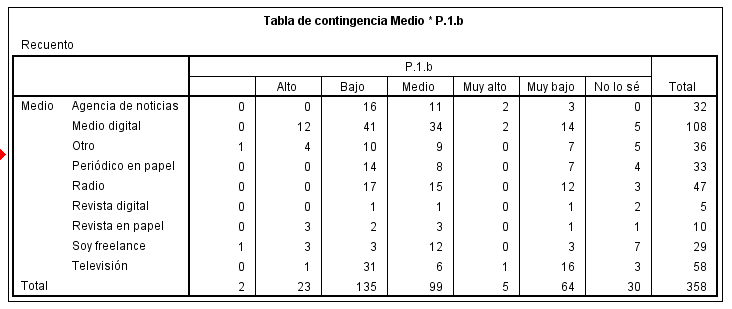 Tabla de contingencia Medio * P.1.b
Recuento
P.1.b
Alto Bajo Medio Muy alto Muy bajo No lo sé Total
Medio Agencia de noticias 0 0 16 11 2 3 0 32
Medio digital 0 12 41 34 2 14 5 108
Otro 1 4 10 9 0 7 5 36
Periódico en papel 0 0 14 8 0 7 4 33
Radio 0 0 17 15 0 12 3 47
Revista digital 0 0 1 1 0 1 2 5
Revista en papel 0 3 2 3 0 1 1 10
Soy freelance 1 3 3 12 0 3 7 29
Televisión 0 1 31 6 1 16 3 58
Total 2 23 135 99 5 64 30 358